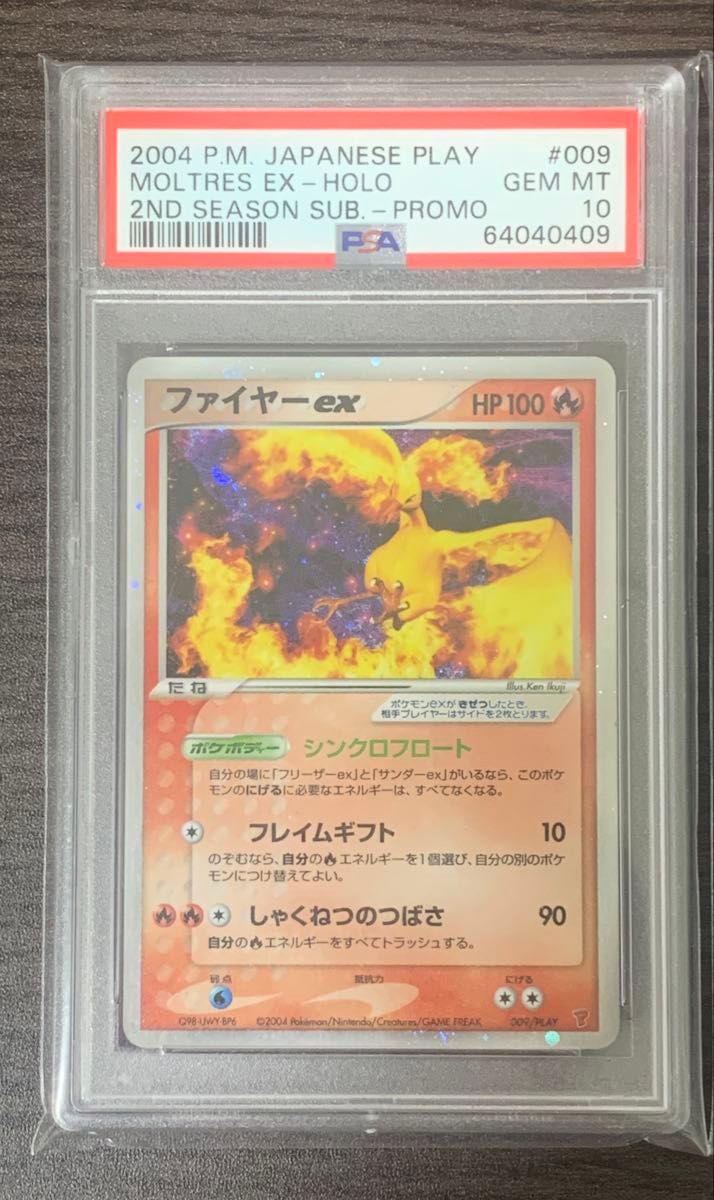 2004 P.M. JAPANESE PLAY #009
MOLTRES EX-HOLO GEM MT
2ND SEASON SUB.-PROMO 10
PSA 64040409
ファイヤーex HP100
たね Illus. Ken Ikuji
ポケモンexがきぜつしたとき、
相手プレイヤーはサイドを2枚とります。
ポケボディー シンクロフロート
自分の場に「フリーザーex」と「サンダーex」がいるなら、このポケ
モンのにげるに必要なエネルギーは、すべてなくなる。
フレイムギフト 10
のぞむなら、自分のエネルギーを1個選び、自分の別のポケ
モンにつけ替えてよい。
しゃくねつのつばさ 90
自分のエネルギーをすべてトラッシュする。
弱点 抵抗力 にげる
Q98-UWY-BP6 ©2004 Pokémon/Nintendo/Creatures/GAME FREAK 009/PLAY P